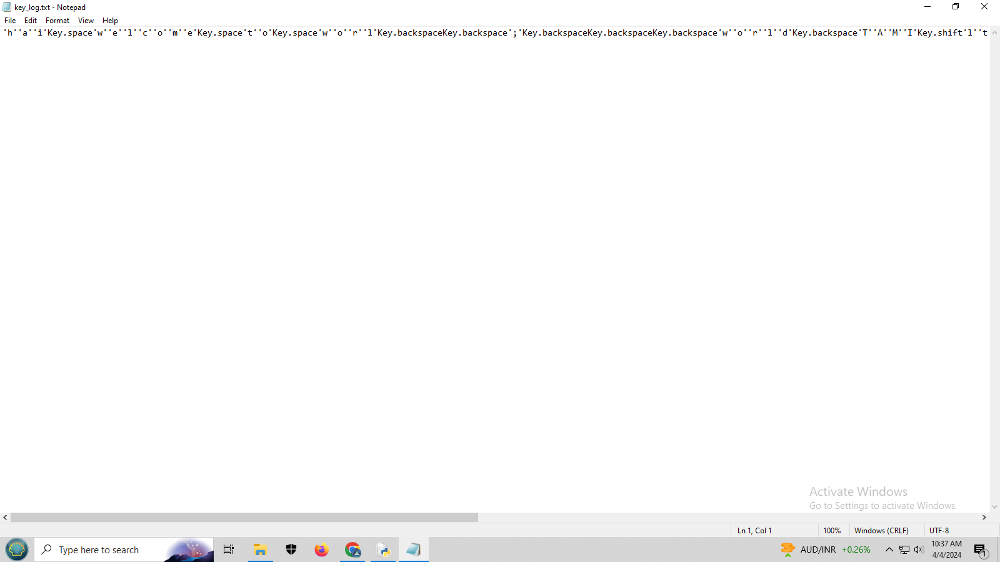 key_log.txt - Notepad
File Edit Format View Help
'h''a''i'Key.space'w''e''l''c''o''m''e'Key.space't''o'Key.space'w''o''r''l'Key.backspaceKey.backspace';'Key.backspaceKey.backspaceKey.backspace'w''o''r''l''d'Key.backspace'T''A''M''I'Key.shift'l''t
Activate Windows
Go to Settings to activate Windows.
Ln 1, Col 1 100% Windows (CRLF) UTF-8
Type here to search AUD/INR +0.26% 10:37 AM
4/4/2024 1